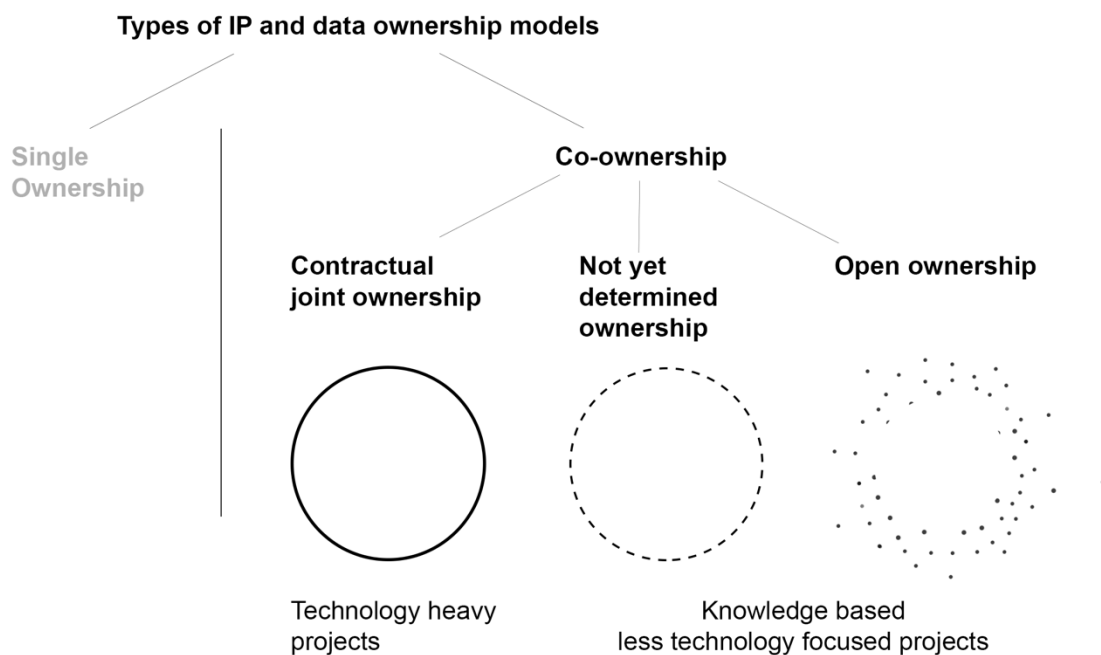 Types of IP and data ownership models
Single
Ownership
Co-ownership
Contractual
joint ownership
Not yet
determined
ownership
Open ownership
Technology heavy
projects
Knowledge based
less technology focused projects